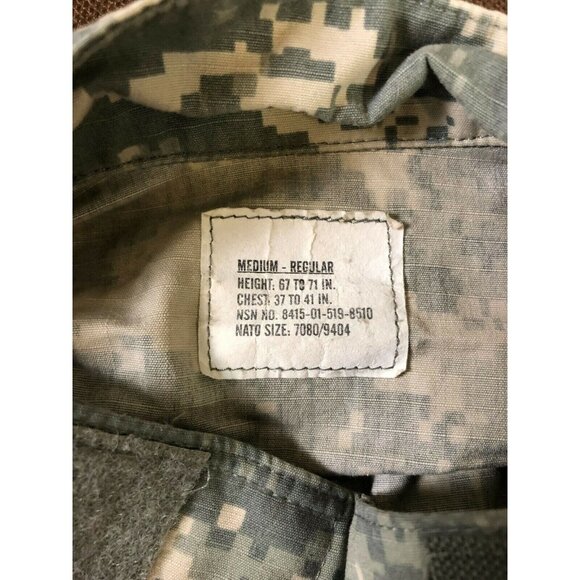 MEDIUM - REGULAR
HEIGHT: 67 TO 71 IN.
CHEST: 37 TO 41 IN.
NSN NO. 8415-01-519-8510
NATO SIZE: 7080/9404